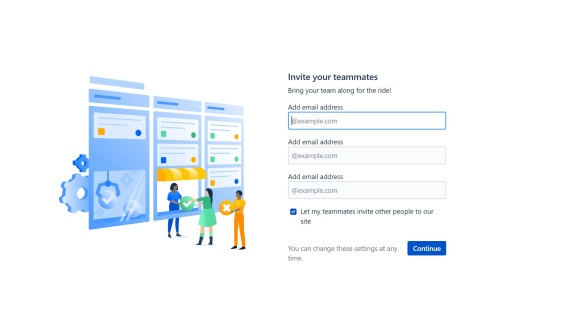 Invite your teammates
Bring your team along for the ride!
Add email address
@example.com
Add email address
@example.com
Add email address
@example.com
Let my teammates invite other people to our
site
You can change these settings at any
time.
Continue